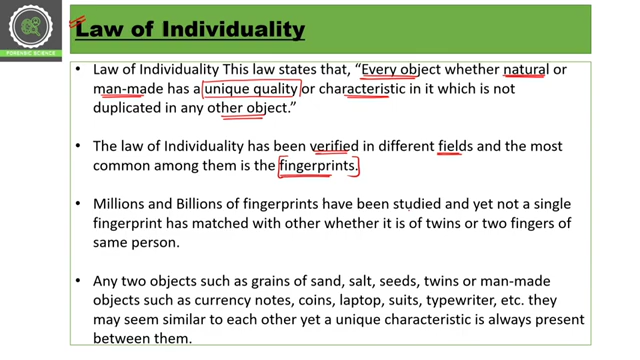 Law of Individuality
FORENSIC SCIENCE
• Law of Individuality This law states that, “Every object whether natural or
man-made has a unique quality or characteristic in it which is not
duplicated in any other object.”
• The law of Individuality has been verified in different fields and the most
common among them is the fingerprints.
• Millions and Billions of fingerprints have been studied and yet not a single
fingerprint has matched with other whether it is of twins or two fingers of
same person.
• Any two objects such as grains of sand, salt, seeds, twins or man-made
objects such as currency notes, coins, laptop, suits, typewriter, etc. they
may seem similar to each other yet a unique characteristic is always present
between them.